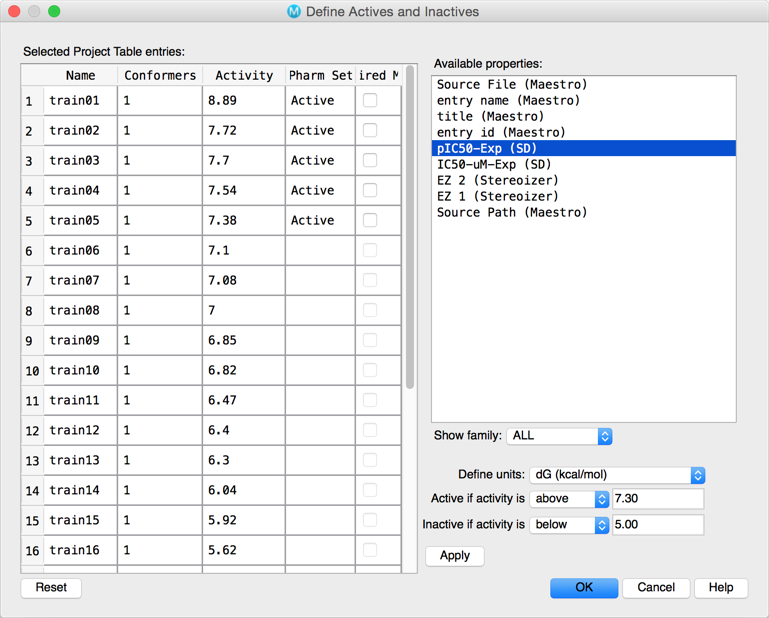 Define Actives and Inactives
Selected Project Table entries:
Name Conformers Activity Pharm Set ired M
1 train01 1 8.89 Active
2 train02 1 7.72 Active
3 train03 1 7.7 Active
4 train04 1 7.54 Active
5 train05 1 7.38 Active
6 train06 1 7.1
7 train07 1 7.08
8 train08 1 7
9 train09 1 6.85
10 train10 1 6.82
11 train11 1 6.47
12 train12 1 6.4
13 train13 1 6.3
14 train14 1 6.04
15 train15 1 5.92
16 train16 1 5.62
Reset
Available properties:
Source File (Maestro)
entry name (Maestro)
title (Maestro)
entry id (Maestro)
pIC50-Exp (SD)
IC50-uM-Exp (SD)
EZ 2 (Stereoizer)
EZ 1 (Stereoizer)
Source Path (Maestro)
Show family: ALL
Define units: dG (kcal/mol)
Active if activity is above 7.30
Inactive if activity is below 5.00
Apply
OK Cancel Help